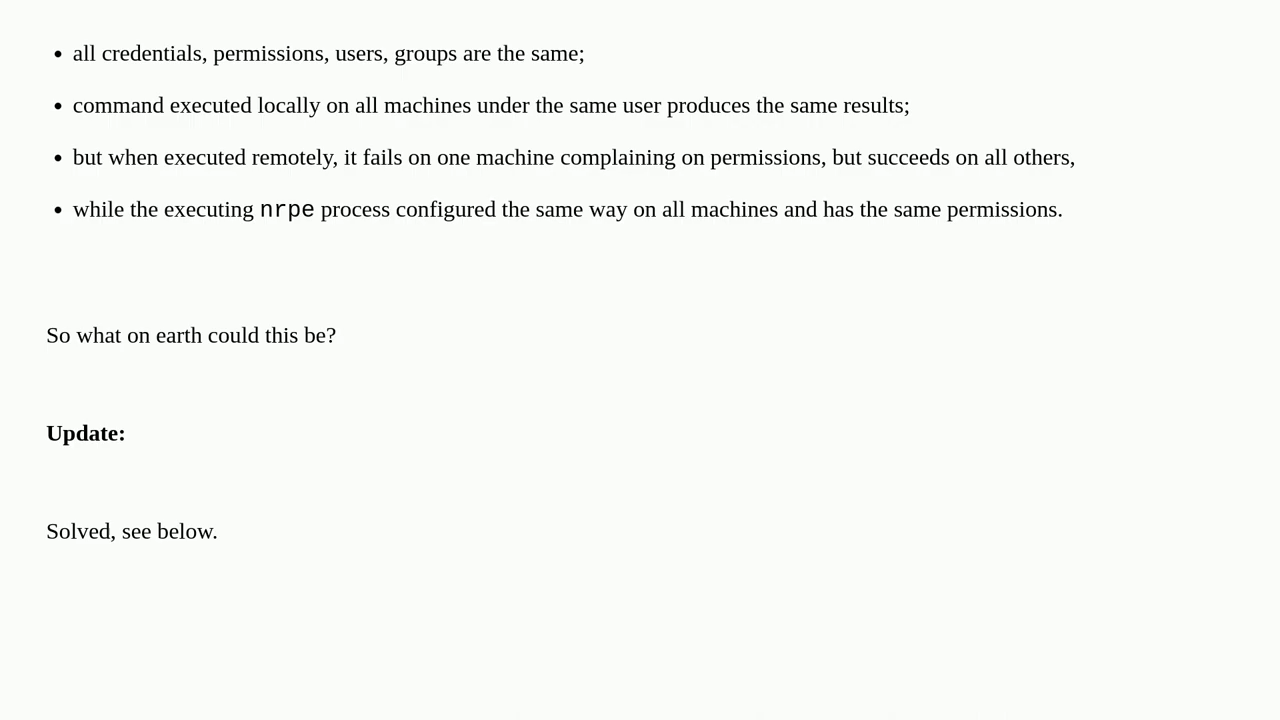 • all credentials, permissions, users, groups are the same;
• command executed locally on all machines under the same user produces the same results;
• but when executed remotely, it fails on one machine complaining on permissions, but succeeds on all others,
• while the executing nrpe process configured the same way on all machines and has the same permissions.
So what on earth could this be?
Update:
Solved, see below.